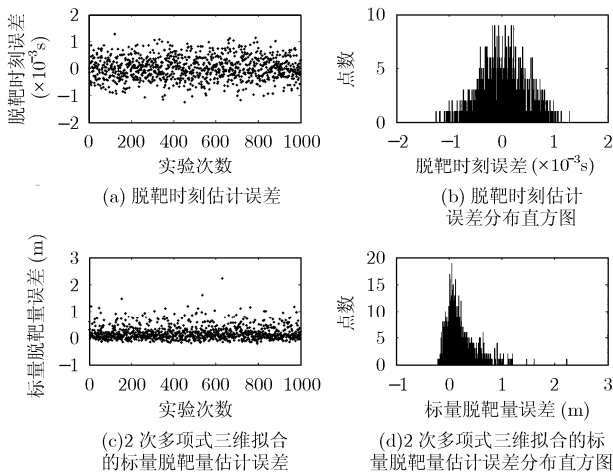 脱靶时刻误差
(×10⁻³s)
2
1
0
−1
−2
0 200 400 600 800 1000
实验次数
(a) 脱靶时刻估计误差
点数
10
5
0
−2 −1 0 1 2
脱靶时刻误差 (×10⁻³s)
(b) 脱靶时刻估计
误差分布直方图
标量脱靶量误差 (m)
3
2
1
0
−1
0 200 400 600 800 1000
实验次数
(c)2 次多项式三维拟合
的标量脱靶量估计误差
点数
20
15
10
5
0
−1 0 1 2 3
标量脱靶量误差 (m)
(d)2 次多项式三维拟合的标
量脱靶量估计误差分布直方图